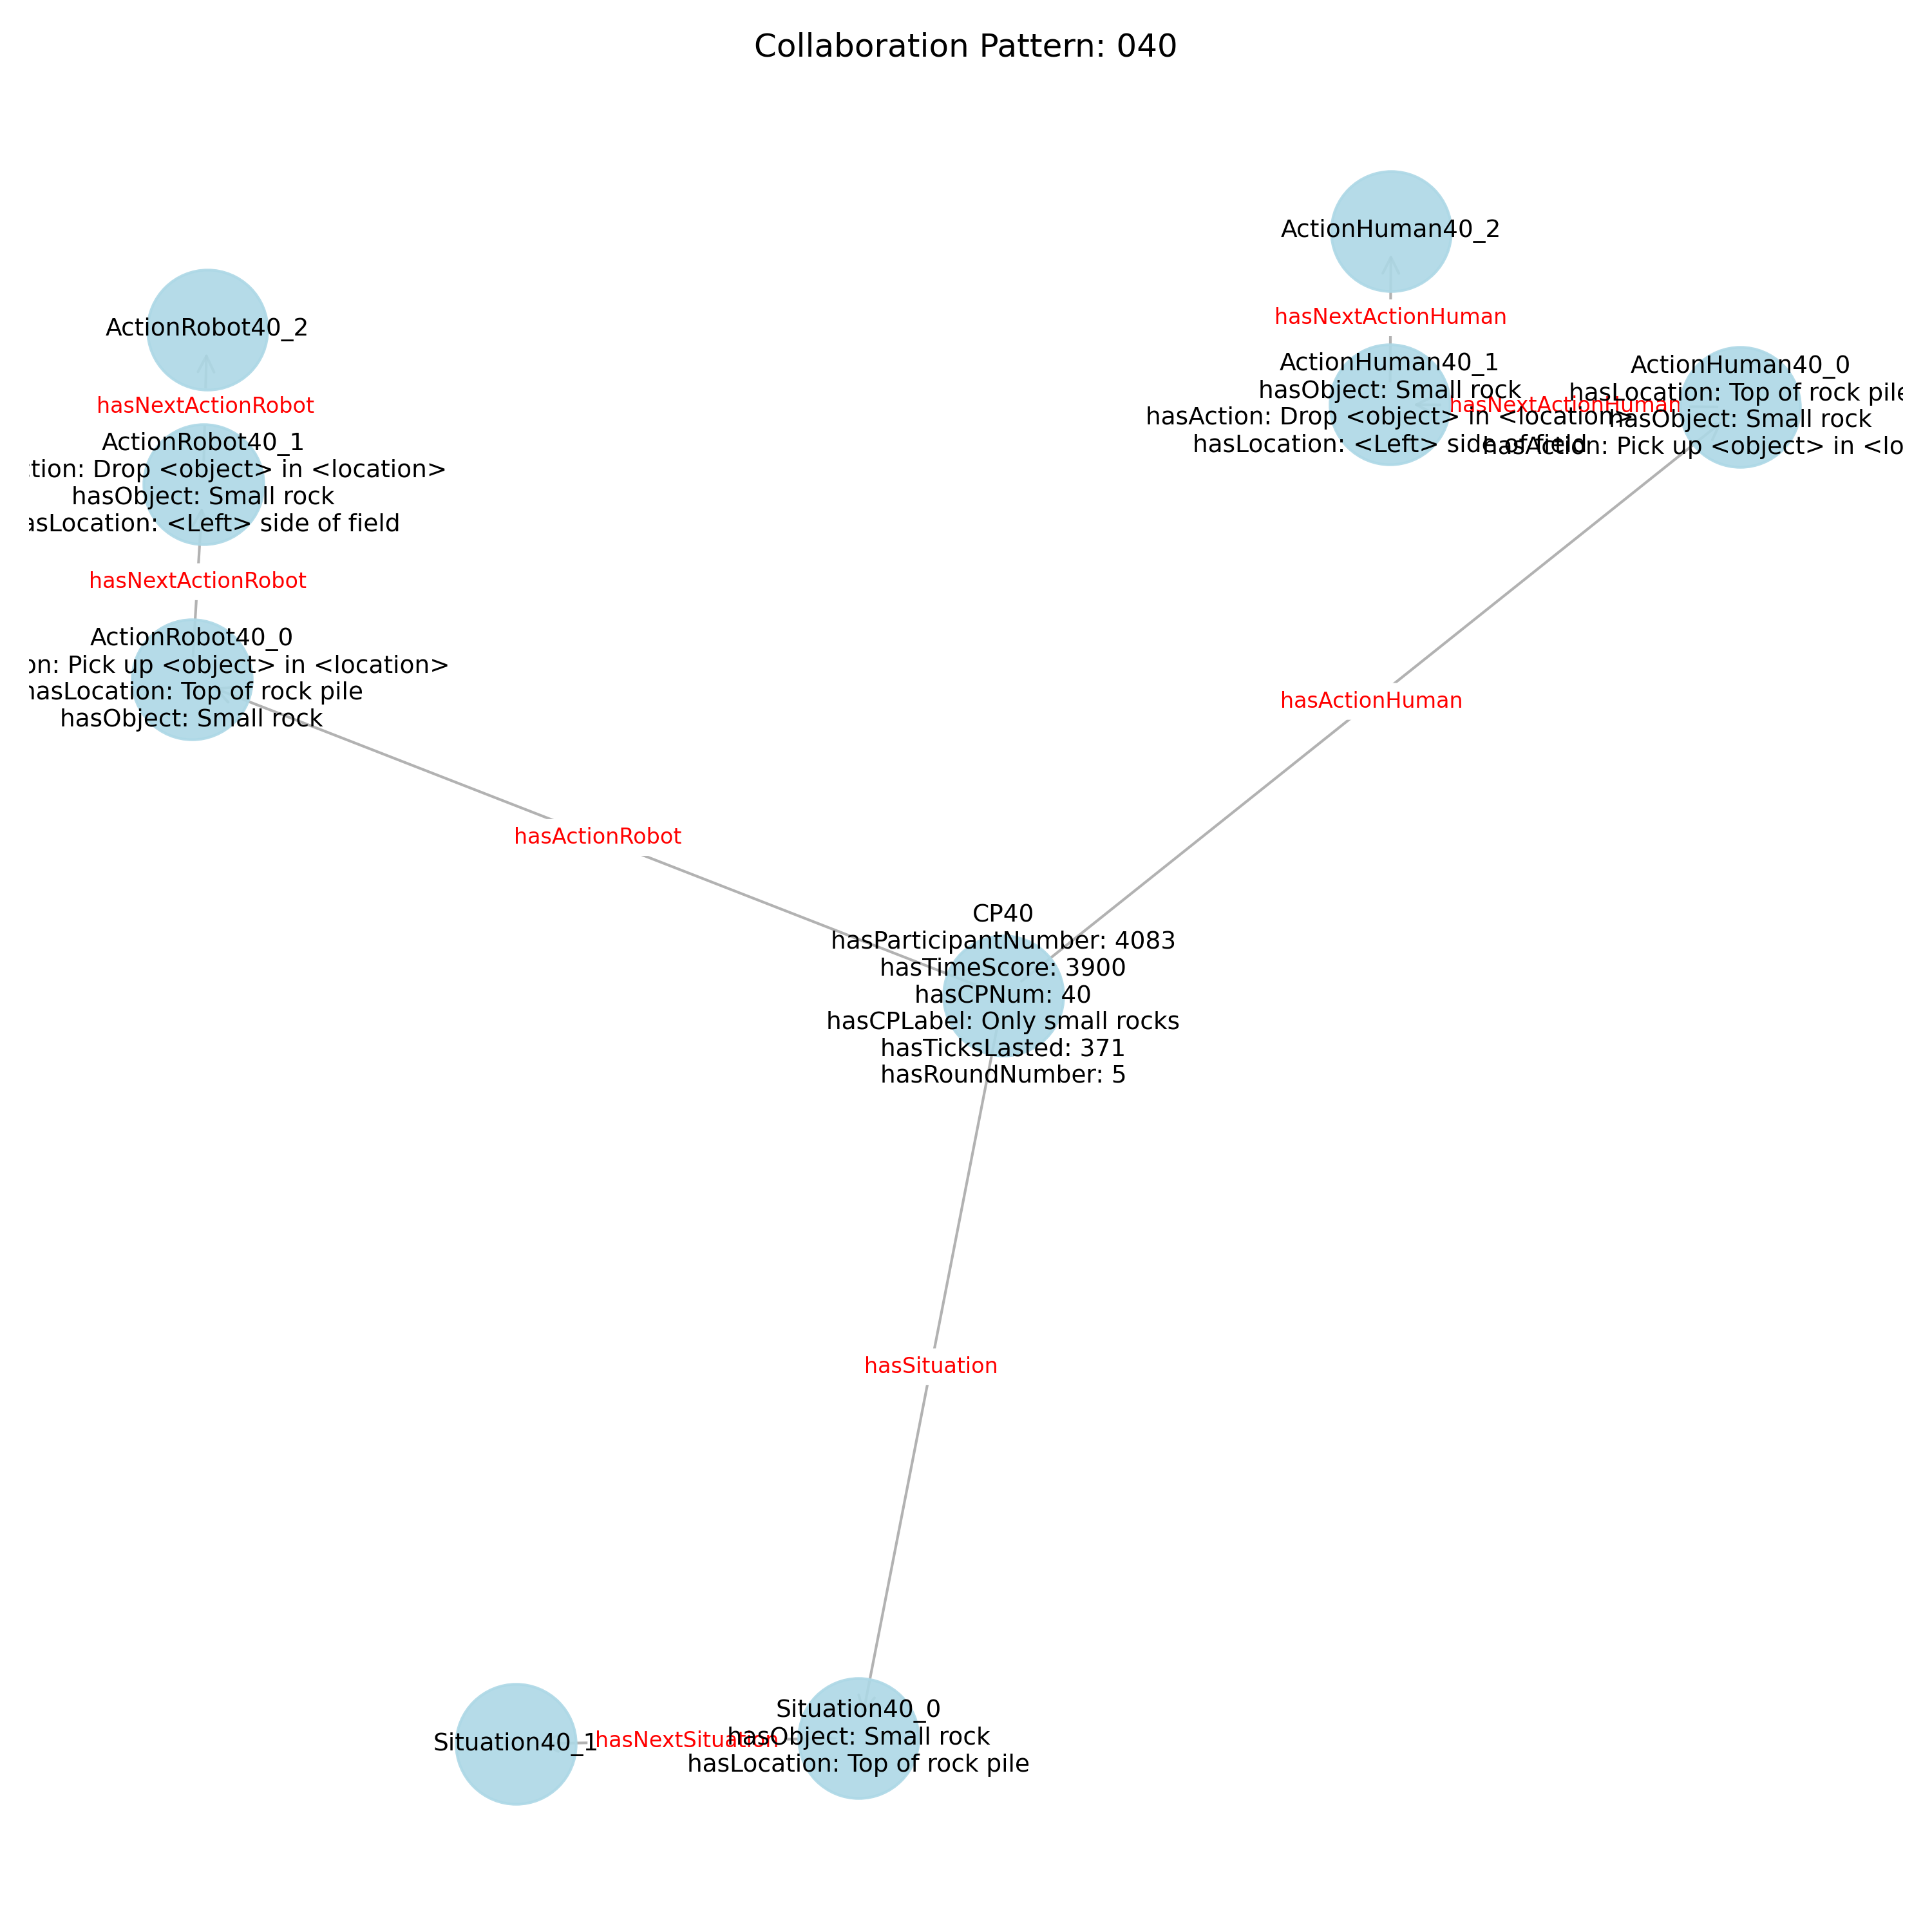 Collaboration Pattern: 040
ActionHuman40_2
hasNextActionHuman
ActionRobot40_2
hasNextActionRobot
ActionHuman40_1
hasObject: Small rock
hasAction: Drop <object> in <location>
hasLocation: <Left> side of field
hasNextActionHuman
ActionHuman40_0
hasLocation: Top of rock pile
hasObject: Small rock
hasAction: Pick up <object> in <lo
ActionRobot40_1
tion: Drop <object> in <location>
hasObject: Small rock
asLocation: <Left> side of field
hasNextActionRobot
ActionRobot40_0
on: Pick up <object> in <location>
hasLocation: Top of rock pile
hasObject: Small rock
hasActionHuman
hasActionRobot
CP40
hasParticipantNumber: 4083
hasTimeScore: 3900
hasCPNum: 40
hasCPLabel: Only small rocks
hasTicksLasted: 371
hasRoundNumber: 5
hasSituation
Situation40_1
hasNextSituation
Situation40_0
hasObject: Small rock
hasLocation: Top of rock pile